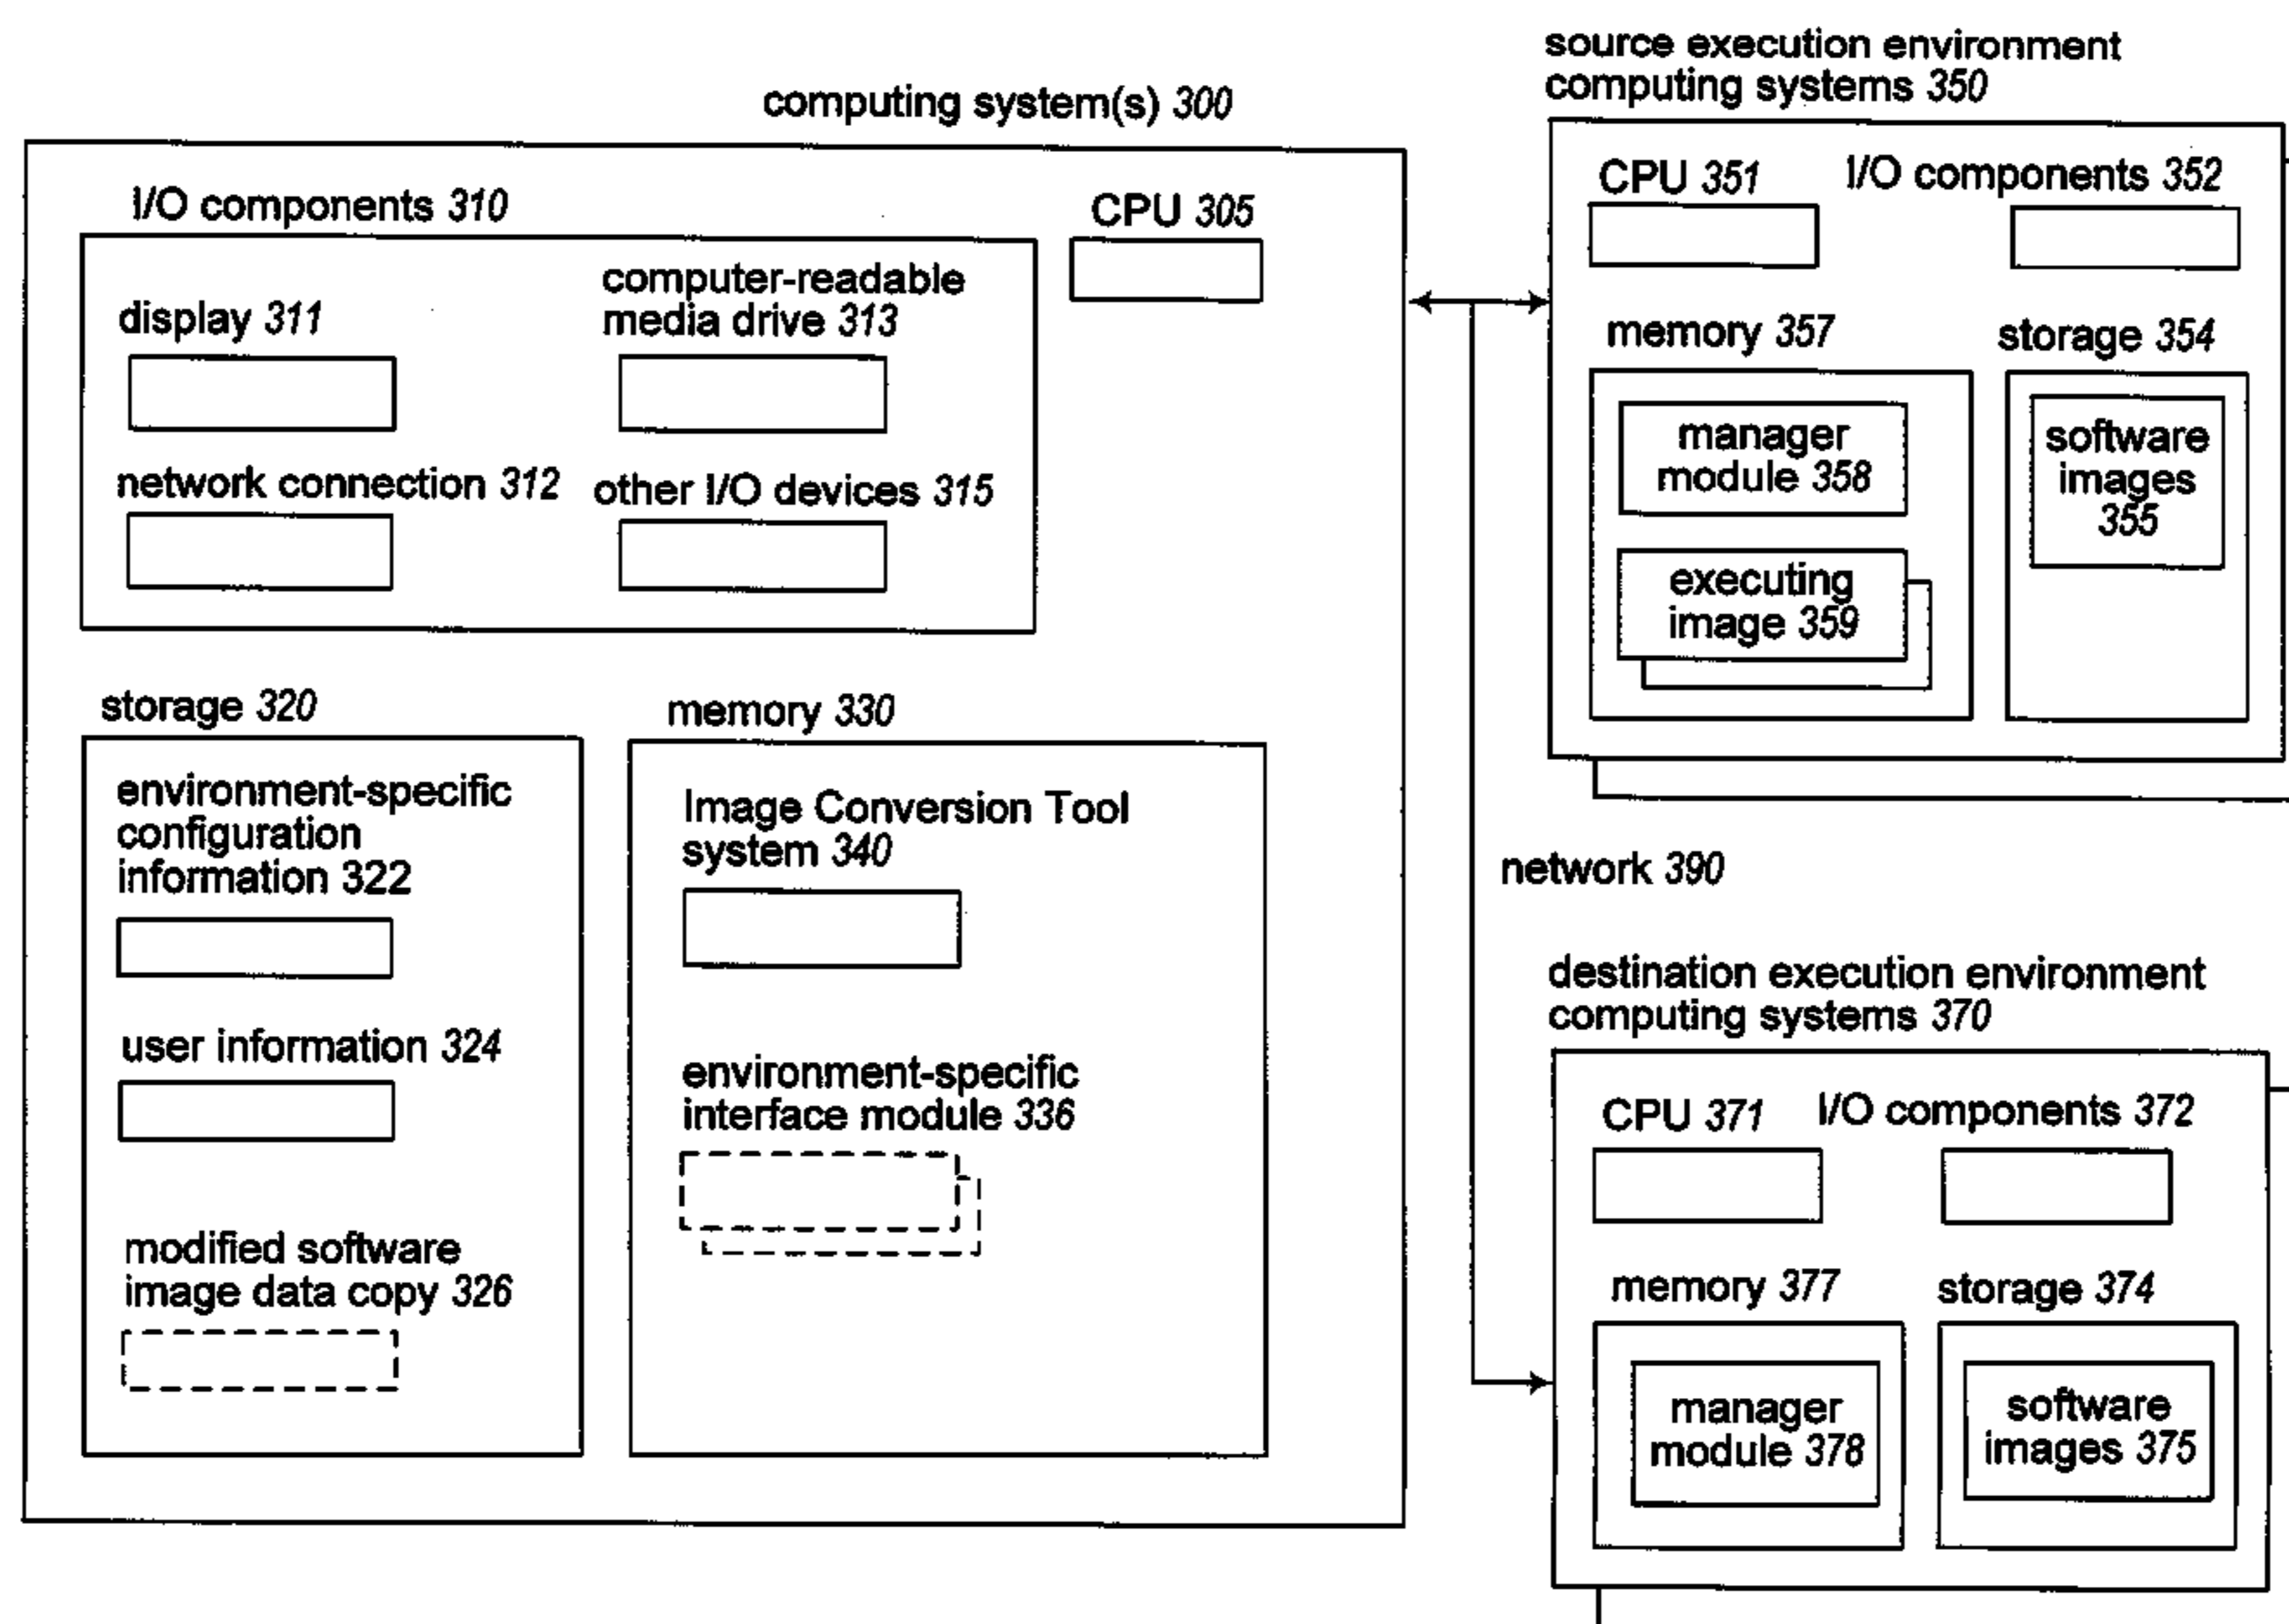 computing system(s) 300
I/O components 310
CPU 305
display 311
computer-readable
media drive 313
network connection 312
other I/O devices 315
storage 320
environment-specific
configuration
information 322
user information 324
modified software
image data copy 326
memory 330
Image Conversion Tool
system 340
environment-specific
interface module 336
source execution environment
computing systems 350
CPU 351
I/O components 352
memory 357
manager
module 358
executing
image 359
storage 354
software
images
355
network 390
destination execution environment
computing systems 370
CPU 371
I/O components 372
memory 377
manager
module 378
storage 374
software
images 375